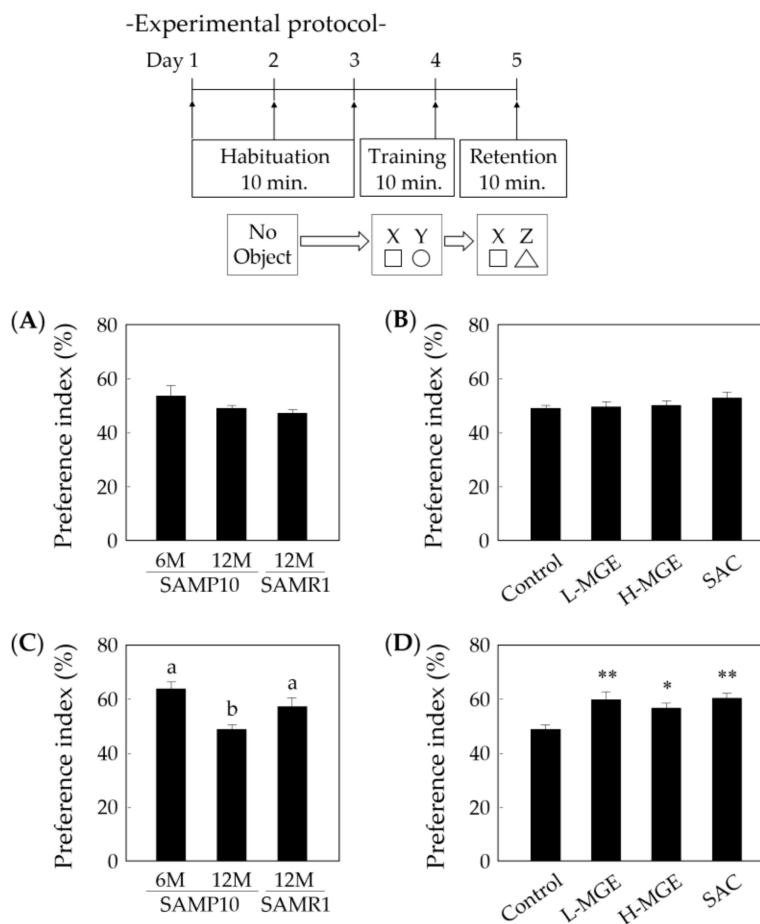 -Experimental protocol-
Day 1 2 3 4 5
Habituation
10 min.
Training
10 min.
Retention
10 min.
No
Object
X Y
X Z
(A)
Preference index (%)
80
60
40
20
0
6M 12M 12M
SAMP10 SAMR1
(B)
Preference index (%)
80
60
40
20
0
Control L-MGE H-MGE SAC
(C)
Preference index (%)
80
60
40
20
0
a b a
6M 12M 12M
SAMP10 SAMR1
(D)
Preference index (%)
80
60
40
20
0
** * **
Control L-MGE H-MGE SAC